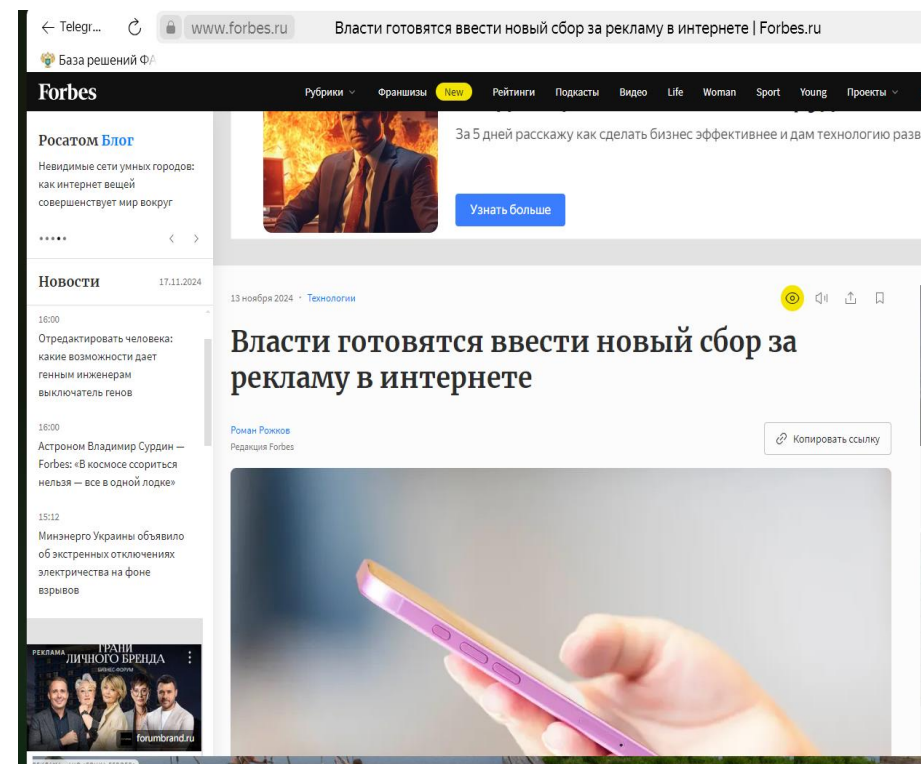 ← Telegr...
www.forbes.ru
Власти готовятся ввести новый сбор за рекламу в интернете | Forbes.ru
База решений ФА
Forbes
Рубрики
Франшизы
New
Рейтинги
Подкасты
Видео
Life
Woman
Sport
Young
Проекты
За 5 дней расскажу как сделать бизнес эффективнее и дам технологию разв
Узнать больше
Росатом Блог
Невидимые сети умных городов:
как интернет вещей
совершенствует мир вокруг
Новости
17.11.2024
16:00
Отредактировать человека:
какие возможности дает
генным инженерам
выключатель генов
16:00
Астроном Владимир Сурдин —
Forbes: «В космосе ссориться
нельзя — все в одной лодке»
15:12
Минэнерго Украины объявило
об экстренных отключениях
электричества на фоне
взрывов
РЕКЛАМА
ГРАНИ
ЛИЧНОГО БРЕНДА
БИЗНЕС-ФОРУМ
forumbrand.ru
13 ноября 2024 · Технологии
Власти готовятся ввести новый сбор за
рекламу в интернете
Роман Рожков
Редакция Forbes
Копировать ссылку